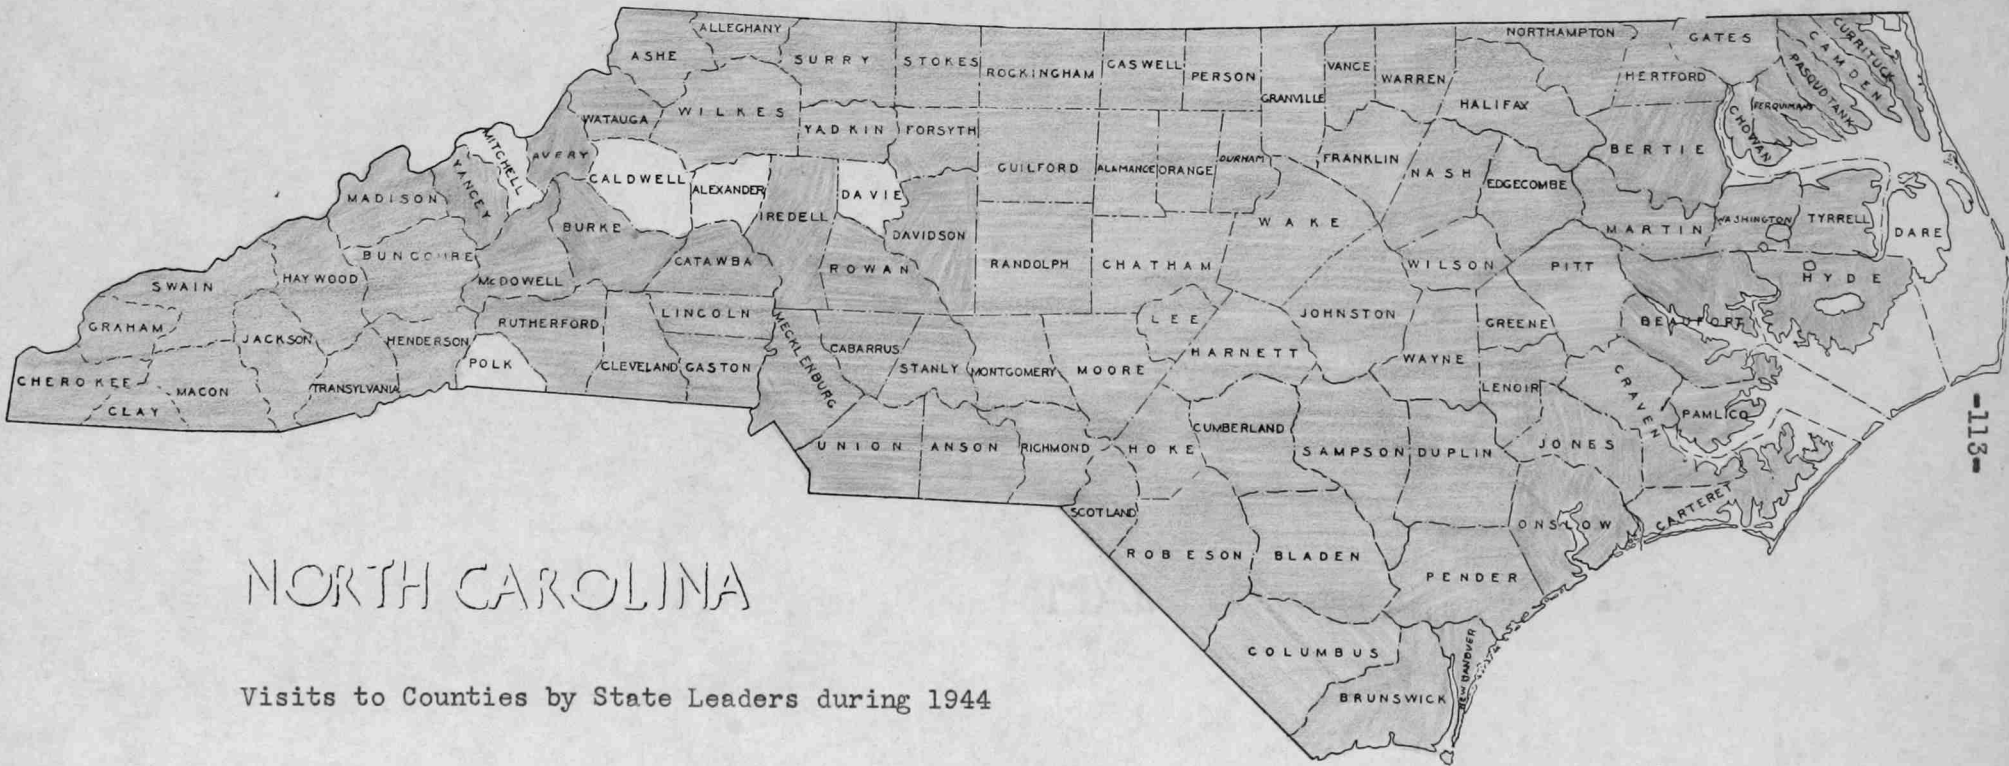 ALLEGHANY
NORTHAMPTON
GATES
CURRITUCK
CAMDEN
ASHE
SURRY
STOKES
ROCKINGHAM
CASWELL
PERSON
VANCE
WARREN
HERTFORD
PASQUOTANK
GRANVILLE
HALIFAX
PERQUIMANS
WATAUGA
WILKES
YADKIN
FORSYTH
CHOWAN
MITCHELL
AVERY
CALDWELL
ALEXANDER
DAVIE
GUILFORD
ALAMANCE
ORANGE
DURHAM
FRANKLIN
NASH
EDGECOMBE
BERTIE
MADISON
YANCEY
BURKE
IREDELL
DAVIDSON
WAKE
MARTIN
WASHINGTON
TYRRELL
DARE
BUNCOMBE
HAYWOOD
McDOWELL
CATAWBA
ROWAN
RANDOLPH
CHATHAM
WILSON
PITT
HYDE
SWAIN
GRAHAM
JACKSON
HENDERSON
RUTHERFORD
LINCOLN
MECKLENBURG
CABARRUS
LEE
JOHNSTON
GREENE
BEAUFORT
CHEROKEE
MACON
CLAY
TRANSYLVANIA
POLK
CLEVELAND
GASTON
STANLY
MONTGOMERY
MOORE
HARNETT
WAYNE
LENOIR
CRAVEN
PAMLICO
UNION
ANSON
RICHMOND
HOKE
CUMBERLAND
SAMPSON
DUPLIN
JONES
-113-
SCOTLAND
ROBESON
BLADEN
PENDER
ONSLOW
CARTERET
COLUMBUS
BRUNSWICK
NEW HANOVER
NORTH CAROLINA
Visits to Counties by State Leaders during 1944